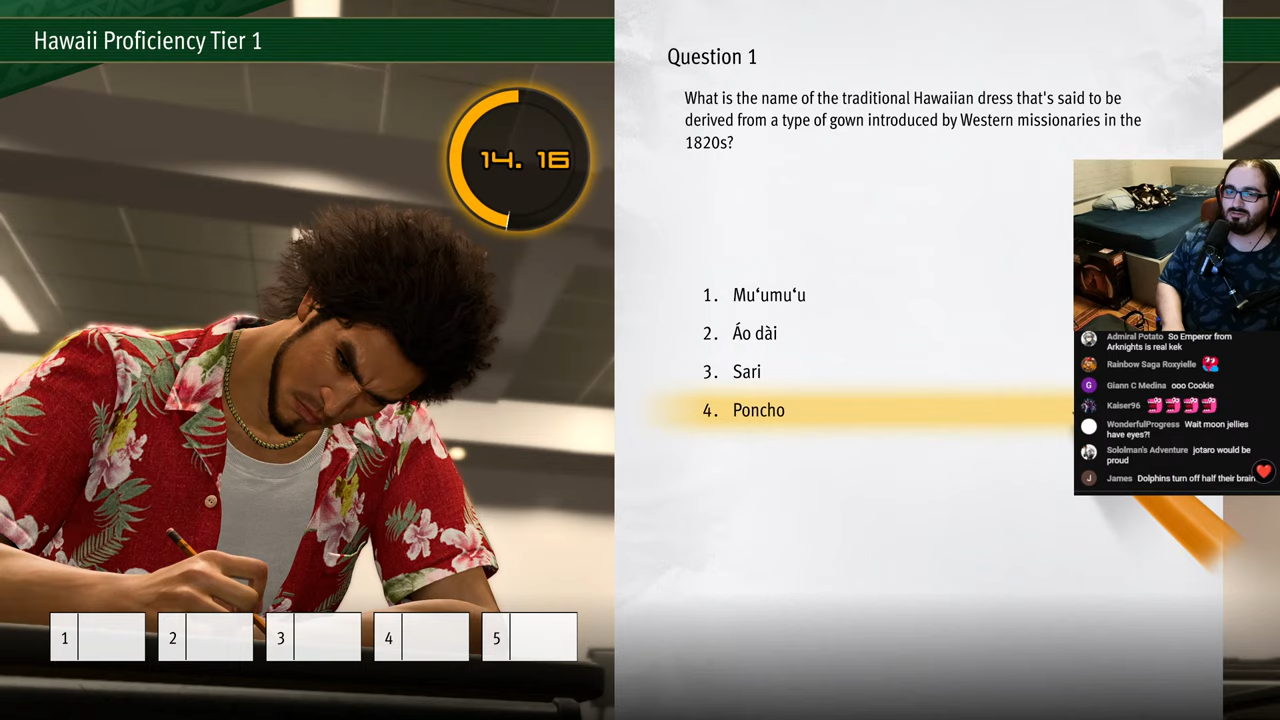 Hawaii Proficiency Tier 1
14. 16
1
2
3
4
5
Question 1
What is the name of the traditional Hawaiian dress that's said to be
derived from a type of gown introduced by Western missionaries in the
1820s?
1. Mu‘umu‘u
2. Áo dài
3. Sari
4. Poncho
Admiral Potato So Emperor from
Arknights is real kek
Rainbow Saga Roxyielle
G Giann C Medina ooo Cookie
Kaiser96
WonderfulProgress Wait moon jellies
have eyes?!
Sololman's Adventure jotaro would be
proud
J James Dolphins turn off half their brain